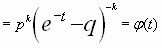 = p^k (e^{-t} - q)^{-k} = φ(t)